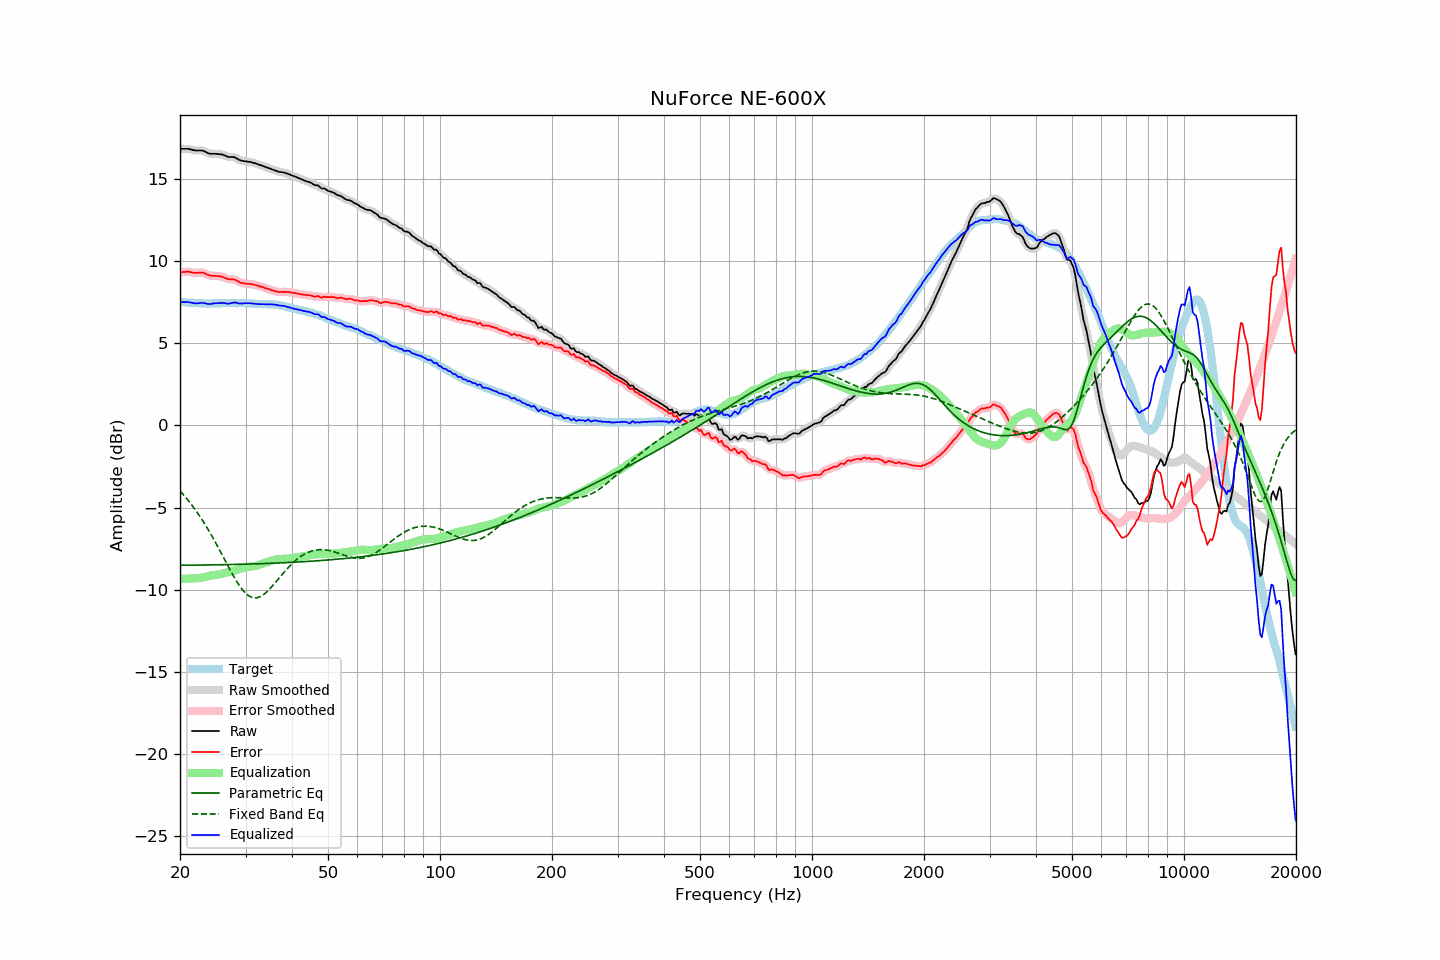 NuForce NE-600X
Amplitude (dBr)
15
10
5
0
−5
−10
−15
−20
−25
Target
Raw Smoothed
Error Smoothed
Raw
Error
Equalization
Parametric Eq
Fixed Band Eq
Equalized
20 50 100 200 500 1000 2000 5000 10000 20000
Frequency (Hz)